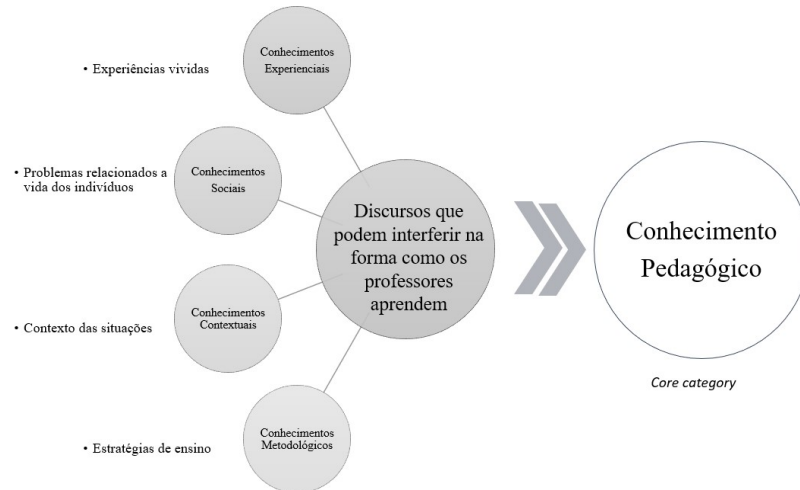 • Experiências vividas
Conhecimentos
Experienciais
• Problemas relacionados a
vida dos indivíduos
Conhecimentos
Sociais
• Contexto das situações
Conhecimentos
Contextuais
• Estratégias de ensino
Conhecimentos
Metodológicos
Discursos que
podem interferir na
forma como os
professores
aprendem
Conhecimento
Pedagógico
Core category